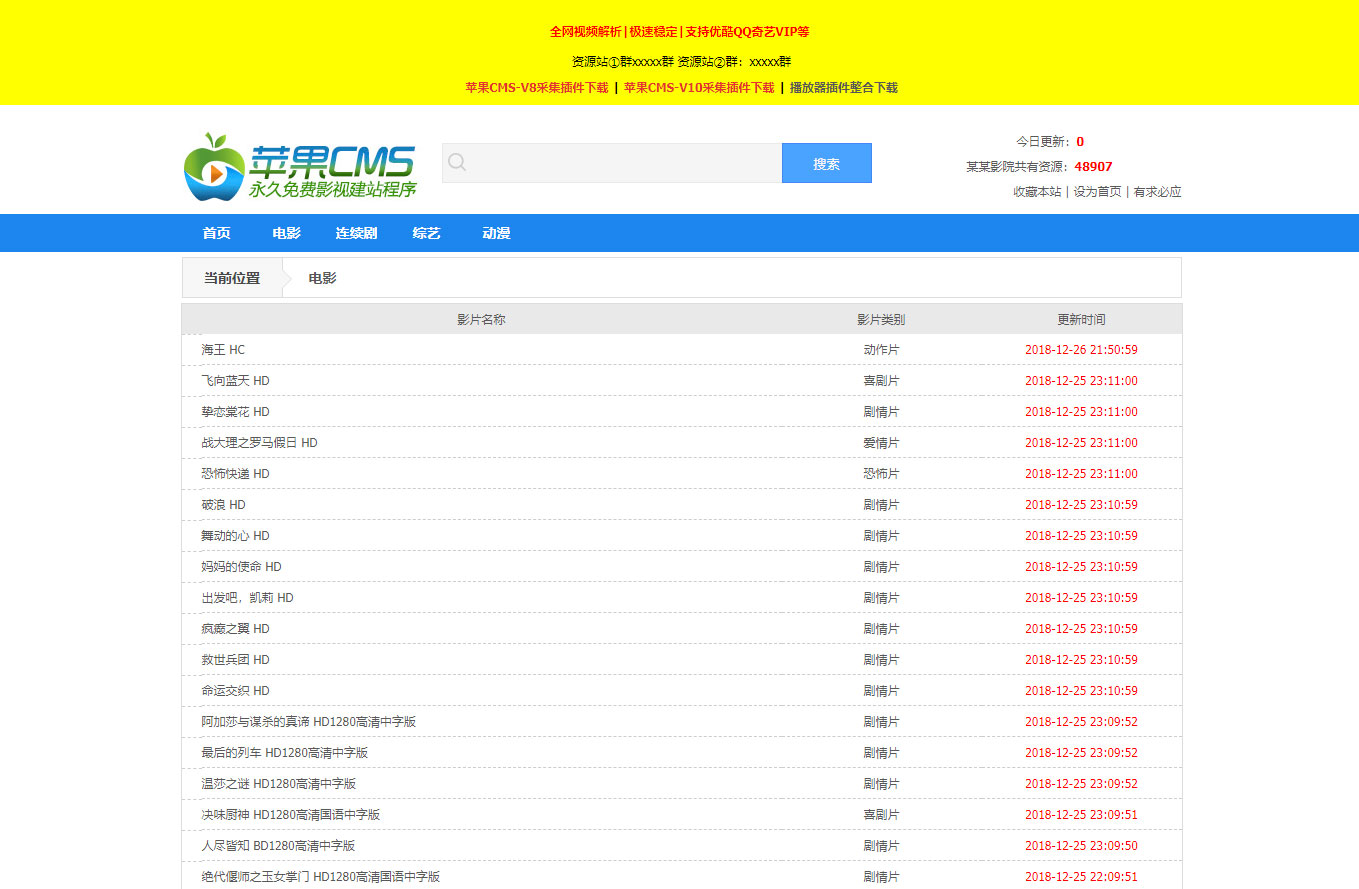 全网视频解析|极速稳定|支持优酷QQ奇艺VIP等
资源站①群xxxxx群 资源站②群：xxxxx群
苹果CMS-V8采集插件下载 | 苹果CMS-V10采集插件下载 | 播放器插件整合下载
苹果CMS
永久免费影视建站程序
搜索
今日更新：0
某某影院共有资源：48907
收藏本站 | 设为首页 | 有求必应
首页 电影 连续剧 综艺 动漫
当前位置 电影
影片名称 影片类别 更新时间
海王 HC 动作片 2018-12-26 21:50:59
飞向蓝天 HD 喜剧片 2018-12-25 23:11:00
挚恋棠花 HD 剧情片 2018-12-25 23:11:00
战大理之罗马假日 HD 爱情片 2018-12-25 23:11:00
恐怖快递 HD 恐怖片 2018-12-25 23:11:00
破浪 HD 剧情片 2018-12-25 23:10:59
舞动的心 HD 剧情片 2018-12-25 23:10:59
妈妈的使命 HD 剧情片 2018-12-25 23:10:59
出发吧，凯莉 HD 剧情片 2018-12-25 23:10:59
疯癫之翼 HD 剧情片 2018-12-25 23:10:59
救世兵团 HD 剧情片 2018-12-25 23:10:59
命运交织 HD 剧情片 2018-12-25 23:10:59
阿加莎与谋杀的真谛 HD1280高清中字版 剧情片 2018-12-25 23:09:52
最后的列车 HD1280高清中字版 剧情片 2018-12-25 23:09:52
温莎之谜 HD1280高清中字版 剧情片 2018-12-25 23:09:52
决味厨神 HD1280高清国语中字版 喜剧片 2018-12-25 23:09:51
人尽皆知 BD1280高清中字版 剧情片 2018-12-25 23:09:50
绝代偃师之玉女掌门 HD1280高清国语中字版 剧情片 2018-12-25 22:09:51